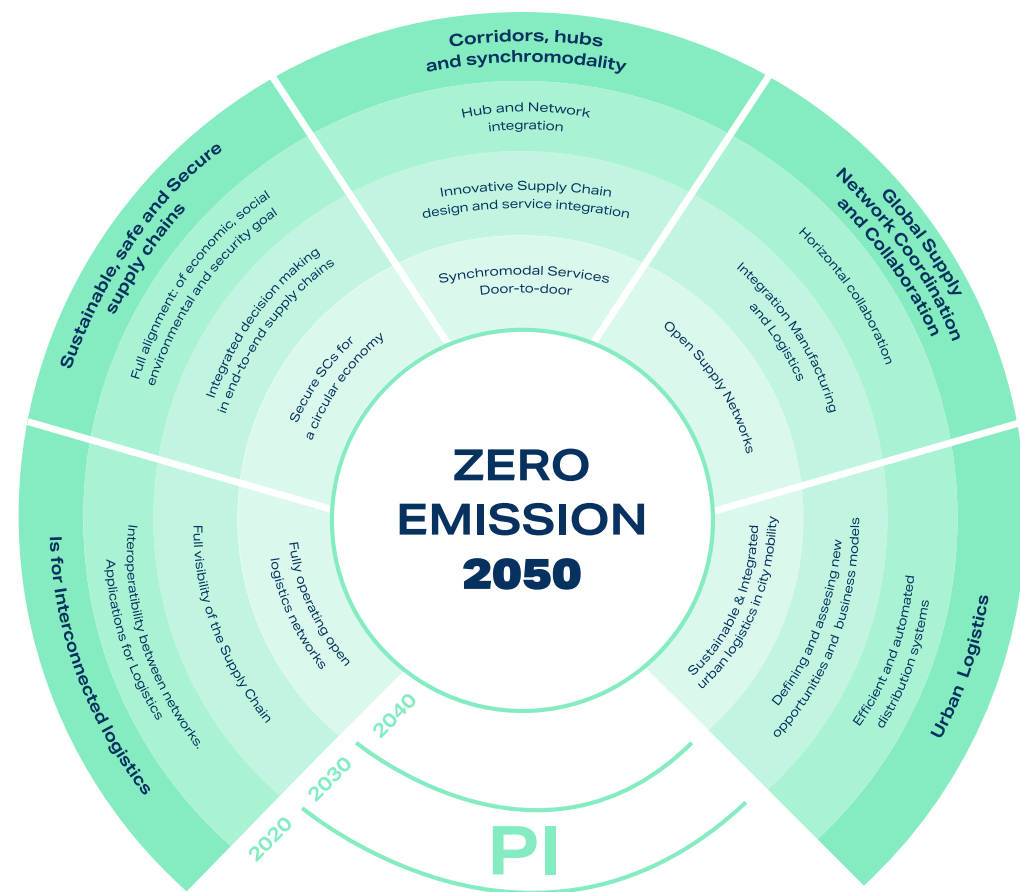 Corridors, hubs
and synchromodality
Hub and Network
integration
Innovative Supply Chain
design and service integration
Synchromodal Services
Door-to-door
Global Supply
Network Coordination
and Collaboration
Horizontal collaboration
Integration Manufacturing
and Logistics
Open Supply Networks
Urban Logistics
Efficient and automated
distribution systems
Defining and assesing new
opportunities and business models
Sustainable & Integrated
urban logistics in city mobility
Sustainable, safe and Secure
supply chains
Full alignment: of economic, social
environmental and security goal
Integrated decision making
in end-to-end supply chains
Secure SCs for
a circular economy
Is for Interconnected logistics
Interoperatibility between networks.
Applications for Logistics
Full visibility of the Supply Chain
Fully operating open
logistics networks
ZERO
EMISSION
2050
2040
2030
2020
PI